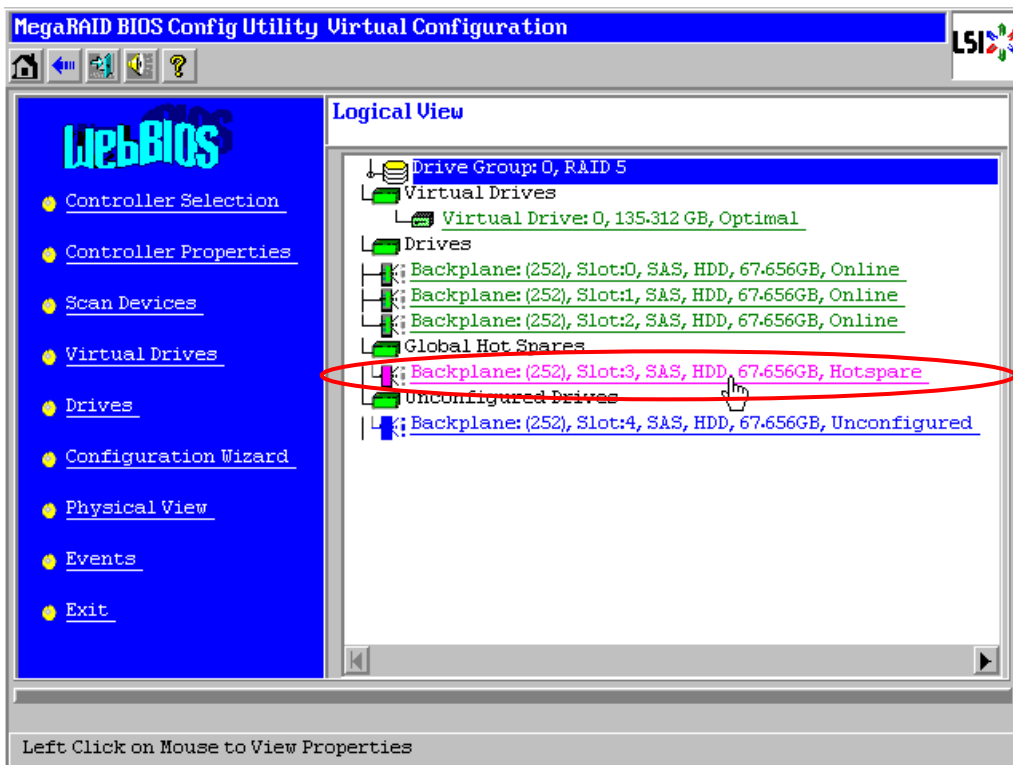 MegaRAID BIOS Config Utility Virtual Configuration
LSI
WebBIOS
Controller Selection
Controller Properties
Scan Devices
Virtual Drives
Drives
Configuration Wizard
Physical View
Events
Exit
Logical View
Drive Group: 0, RAID 5
Virtual Drives
Virtual Drive: 0, 135.312 GB, Optimal
Drives
Backplane: (252), Slot:0, SAS, HDD, 67.656GB, Online
Backplane: (252), Slot:1, SAS, HDD, 67.656GB, Online
Backplane: (252), Slot:2, SAS, HDD, 67.656GB, Online
Global Hot Spares
Backplane: (252), Slot:3, SAS, HDD, 67.656GB, Hotspare
Unconfigured Drives
Backplane: (252), Slot:4, SAS, HDD, 67.656GB, Unconfigured
Left Click on Mouse to View Properties